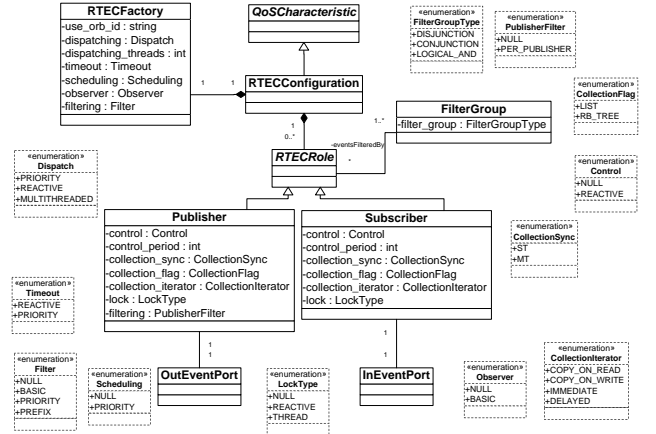 RTECFactory
-use_orb_id : string
-dispatching : Dispatch
-dispatching_threads : int
-timeout : Timeout
-scheduling : Scheduling
-observer : Observer
-filtering : Filter
1
1
QoSCharacteristic
RTECConfiguration
1
0..*
«enumeration»
FilterGroupType
+DISJUNCTION
+CONJUNCTION
+LOGICAL_AND
«enumeration»
PublisherFilter
+NULL
+PER_PUBLISHER
«enumeration»
CollectionFlag
+LIST
+RB_TREE
FilterGroup
-filter_group : FilterGroupType
1..*
-eventsFilteredBy
*
RTECRole
«enumeration»
Dispatch
+PRIORITY
+REACTIVE
+MULTITHREADED
«enumeration»
Control
+NULL
+REACTIVE
Publisher
-control : Control
-control_period : int
-collection_sync : CollectionSync
-collection_flag : CollectionFlag
-collection_iterator : CollectionIterator
-lock : LockType
-filtering : PublisherFilter
Subscriber
-control : Control
-control_period : int
-collection_sync : CollectionSync
-collection_flag : CollectionFlag
-collection_iterator : CollectionIterator
-lock : LockType
«enumeration»
CollectionSync
+ST
+MT
«enumeration»
Timeout
+REACTIVE
+PRIORITY
1
1
1
1
«enumeration»
Filter
+NULL
+BASIC
+PRIORITY
+PREFIX
«enumeration»
Scheduling
+NULL
+PRIORITY
OutEventPort
«enumeration»
LockType
+NULL
+REACTIVE
+THREAD
InEventPort
«enumeration»
Observer
+NULL
+BASIC
«enumeration»
CollectionIterator
+COPY_ON_READ
+COPY_ON_WRITE
+IMMEDIATE
+DELAYED